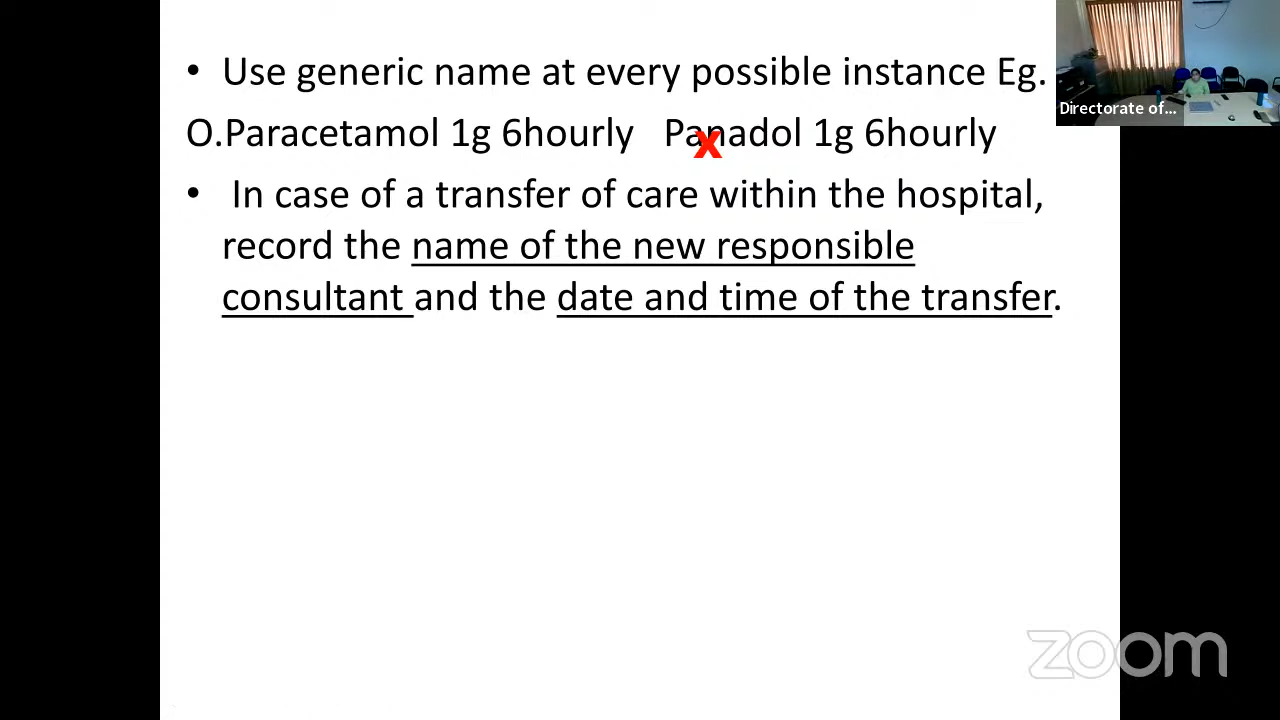 • Use generic name at every possible instance Eg.
O.Paracetamol 1g 6hourly Panadol 1g 6hourly
x
• In case of a transfer of care within the hospital,
record the name of the new responsible
consultant and the date and time of the transfer.
Directorate of...
zoom